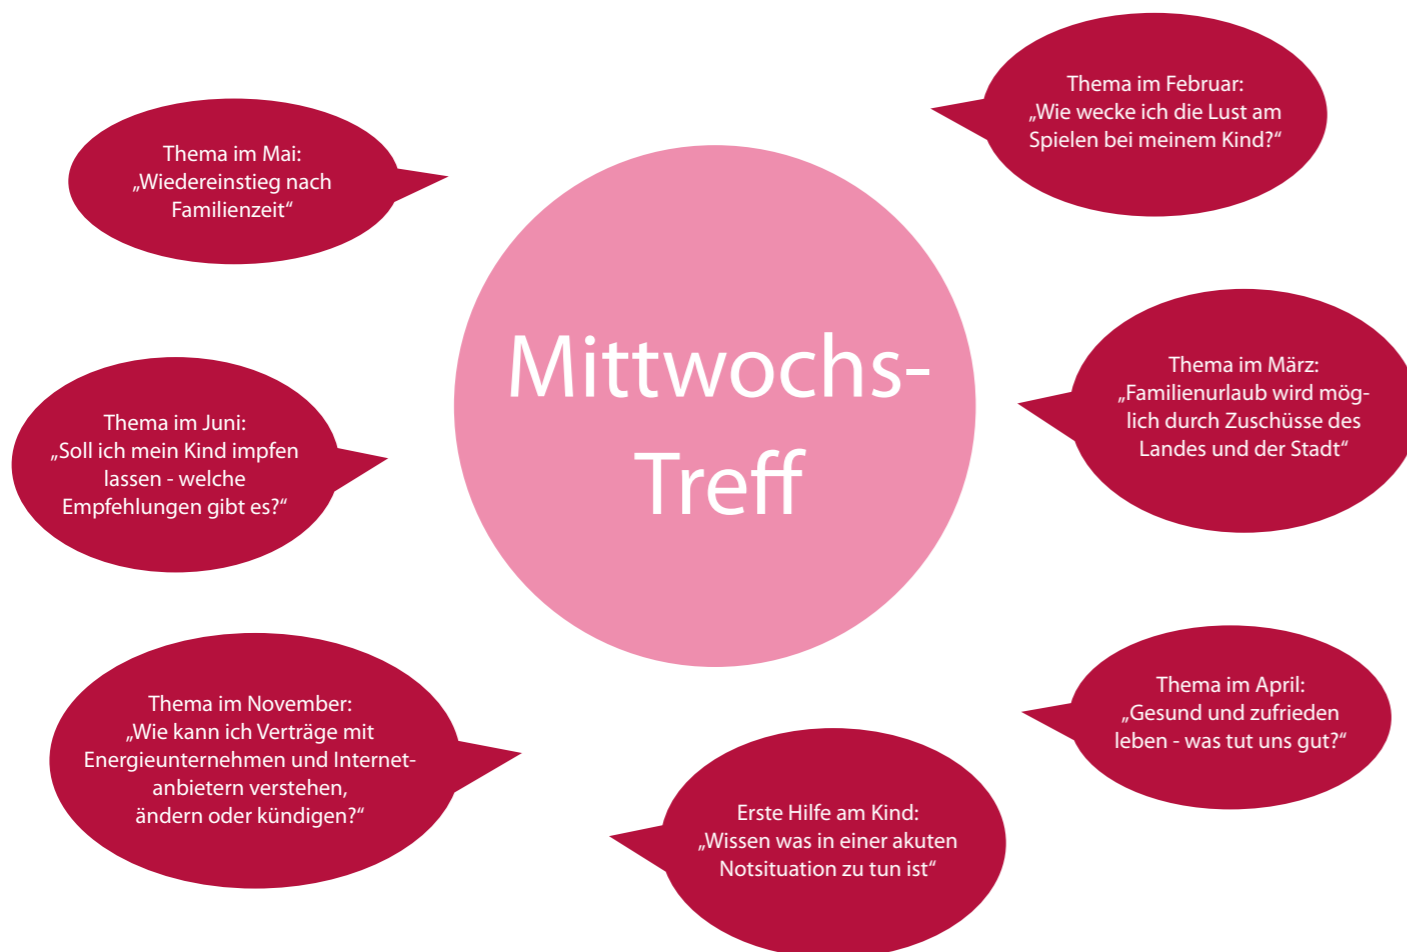 Thema im Februar:
„Wie wecke ich die Lust am
Spielen bei meinem Kind?“
Thema im Mai:
„Wiedereinstieg nach
Familienzeit“
Mittwochs-
Treff
Thema im März:
„Familienurlaub wird mög-
lich durch Zuschüsse des
Landes und der Stadt“
Thema im Juni:
„Soll ich mein Kind impfen
lassen - welche
Empfehlungen gibt es?“
Thema im April:
„Gesund und zufrieden
leben - was tut uns gut?“
Thema im November:
„Wie kann ich Verträge mit
Energieunternehmen und Internet-
anbietern verstehen,
ändern oder kündigen?“
Erste Hilfe am Kind:
„Wissen was in einer akuten
Notsituation zu tun ist“